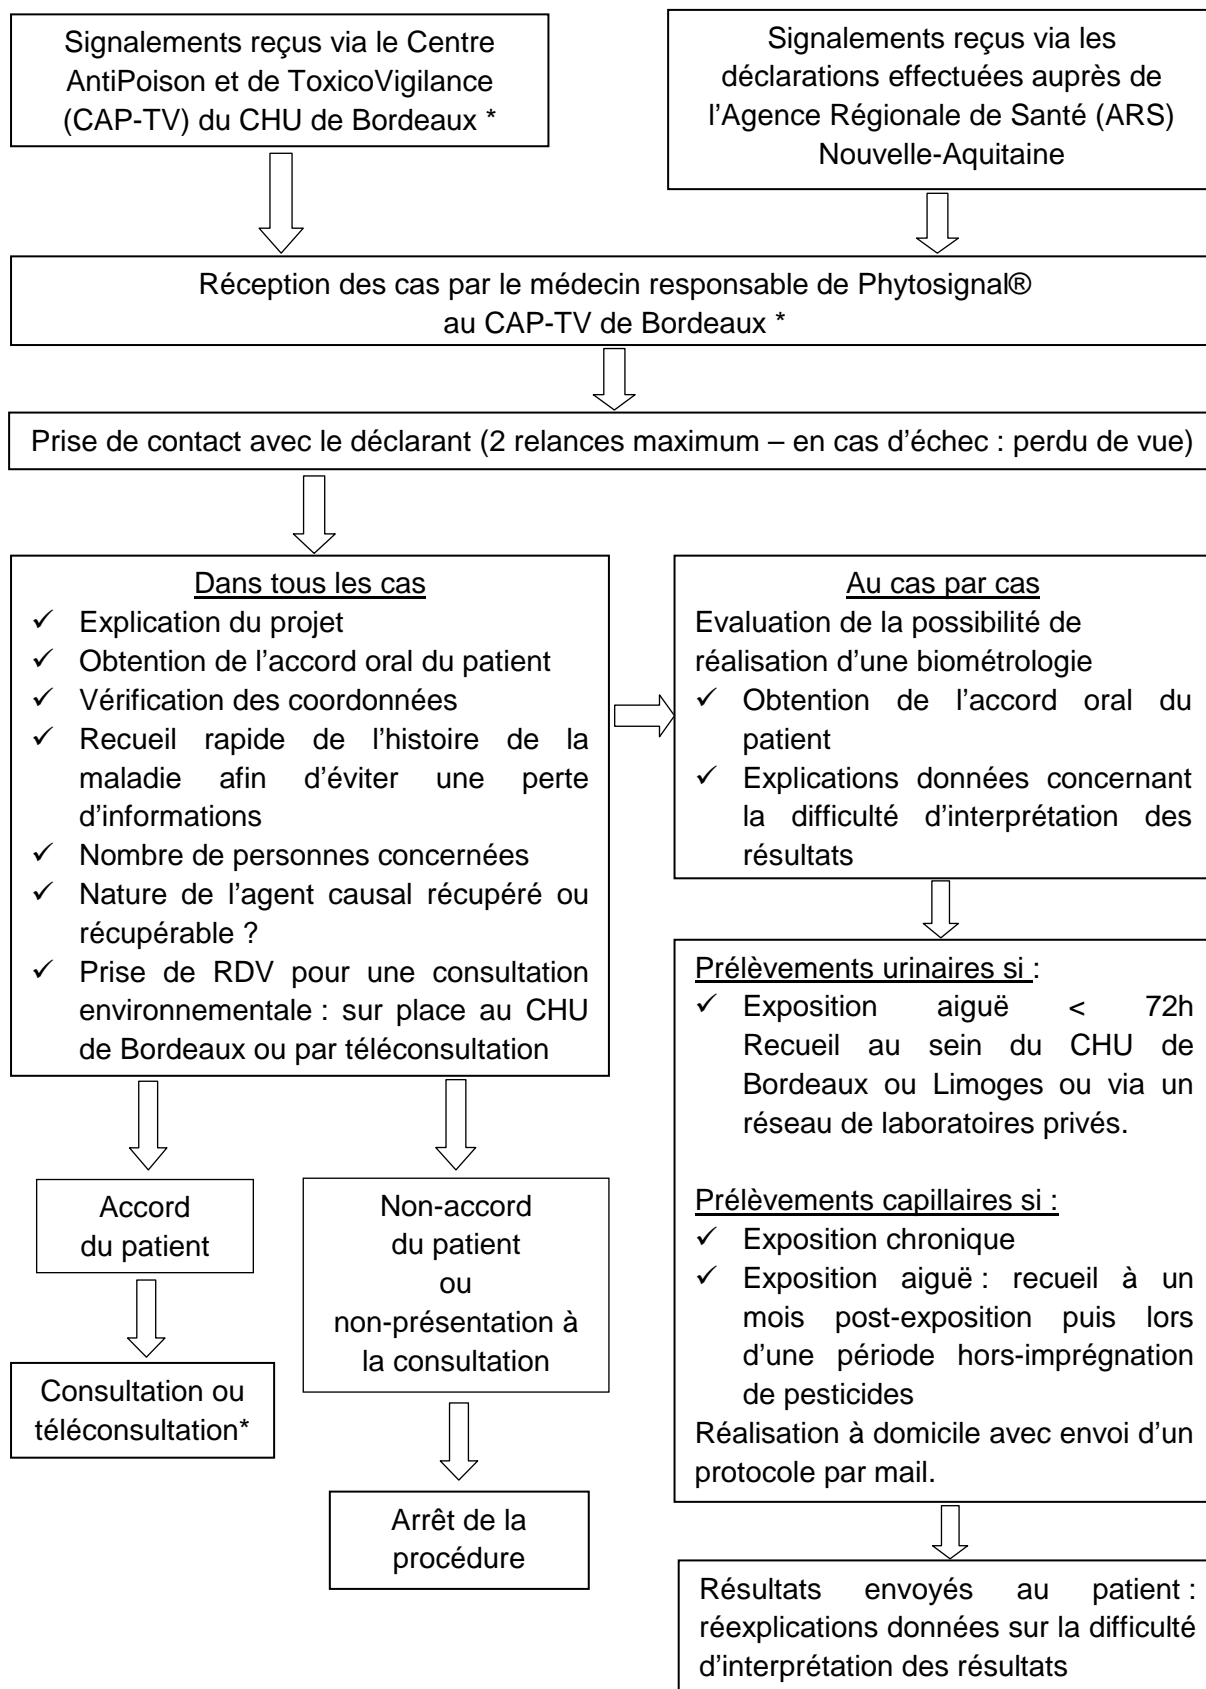 Signalements reçus via le Centre
AntiPoison et de ToxicoVigilance
(CAP-TV) du CHU de Bordeaux *
Signalements reçus via les
déclarations effectuées auprès de
l’Agence Régionale de Santé (ARS)
Nouvelle-Aquitaine
Réception des cas par le médecin responsable de Phytosignal®
au CAP-TV de Bordeaux *
Prise de contact avec le déclarant (2 relances maximum – en cas d’échec : perdu de vue)
Dans tous les cas
✓ Explication du projet
✓ Obtention de l’accord oral du patient
✓ Vérification des coordonnées
✓ Recueil rapide de l’histoire de la
maladie afin d’éviter une perte
d’informations
✓ Nombre de personnes concernées
✓ Nature de l’agent causal récupéré ou
récupérable ?
✓ Prise de RDV pour une consultation
environnementale : sur place au CHU
de Bordeaux ou par téléconsultation
Au cas par cas
Evaluation de la possibilité de
réalisation d’une biométrologie
✓ Obtention de l’accord oral du
patient
✓ Explications données concernant
la difficulté d’interprétation des
résultats
Prélèvements urinaires si :
✓ Exposition aiguë < 72h
Recueil au sein du CHU de
Bordeaux ou Limoges ou via un
réseau de laboratoires privés.
Prélèvements capillaires si :
✓ Exposition chronique
✓ Exposition aiguë : recueil à un
mois post-exposition puis lors
d’une période hors-imprégnation
de pesticides
Réalisation à domicile avec envoi d’un
protocole par mail.
Accord
du patient
Non-accord
du patient
ou
non-présentation à
la consultation
Consultation ou
téléconsultation*
Arrêt de la
procédure
Résultats envoyés au patient :
réexplications données sur la difficulté
d’interprétation des résultats